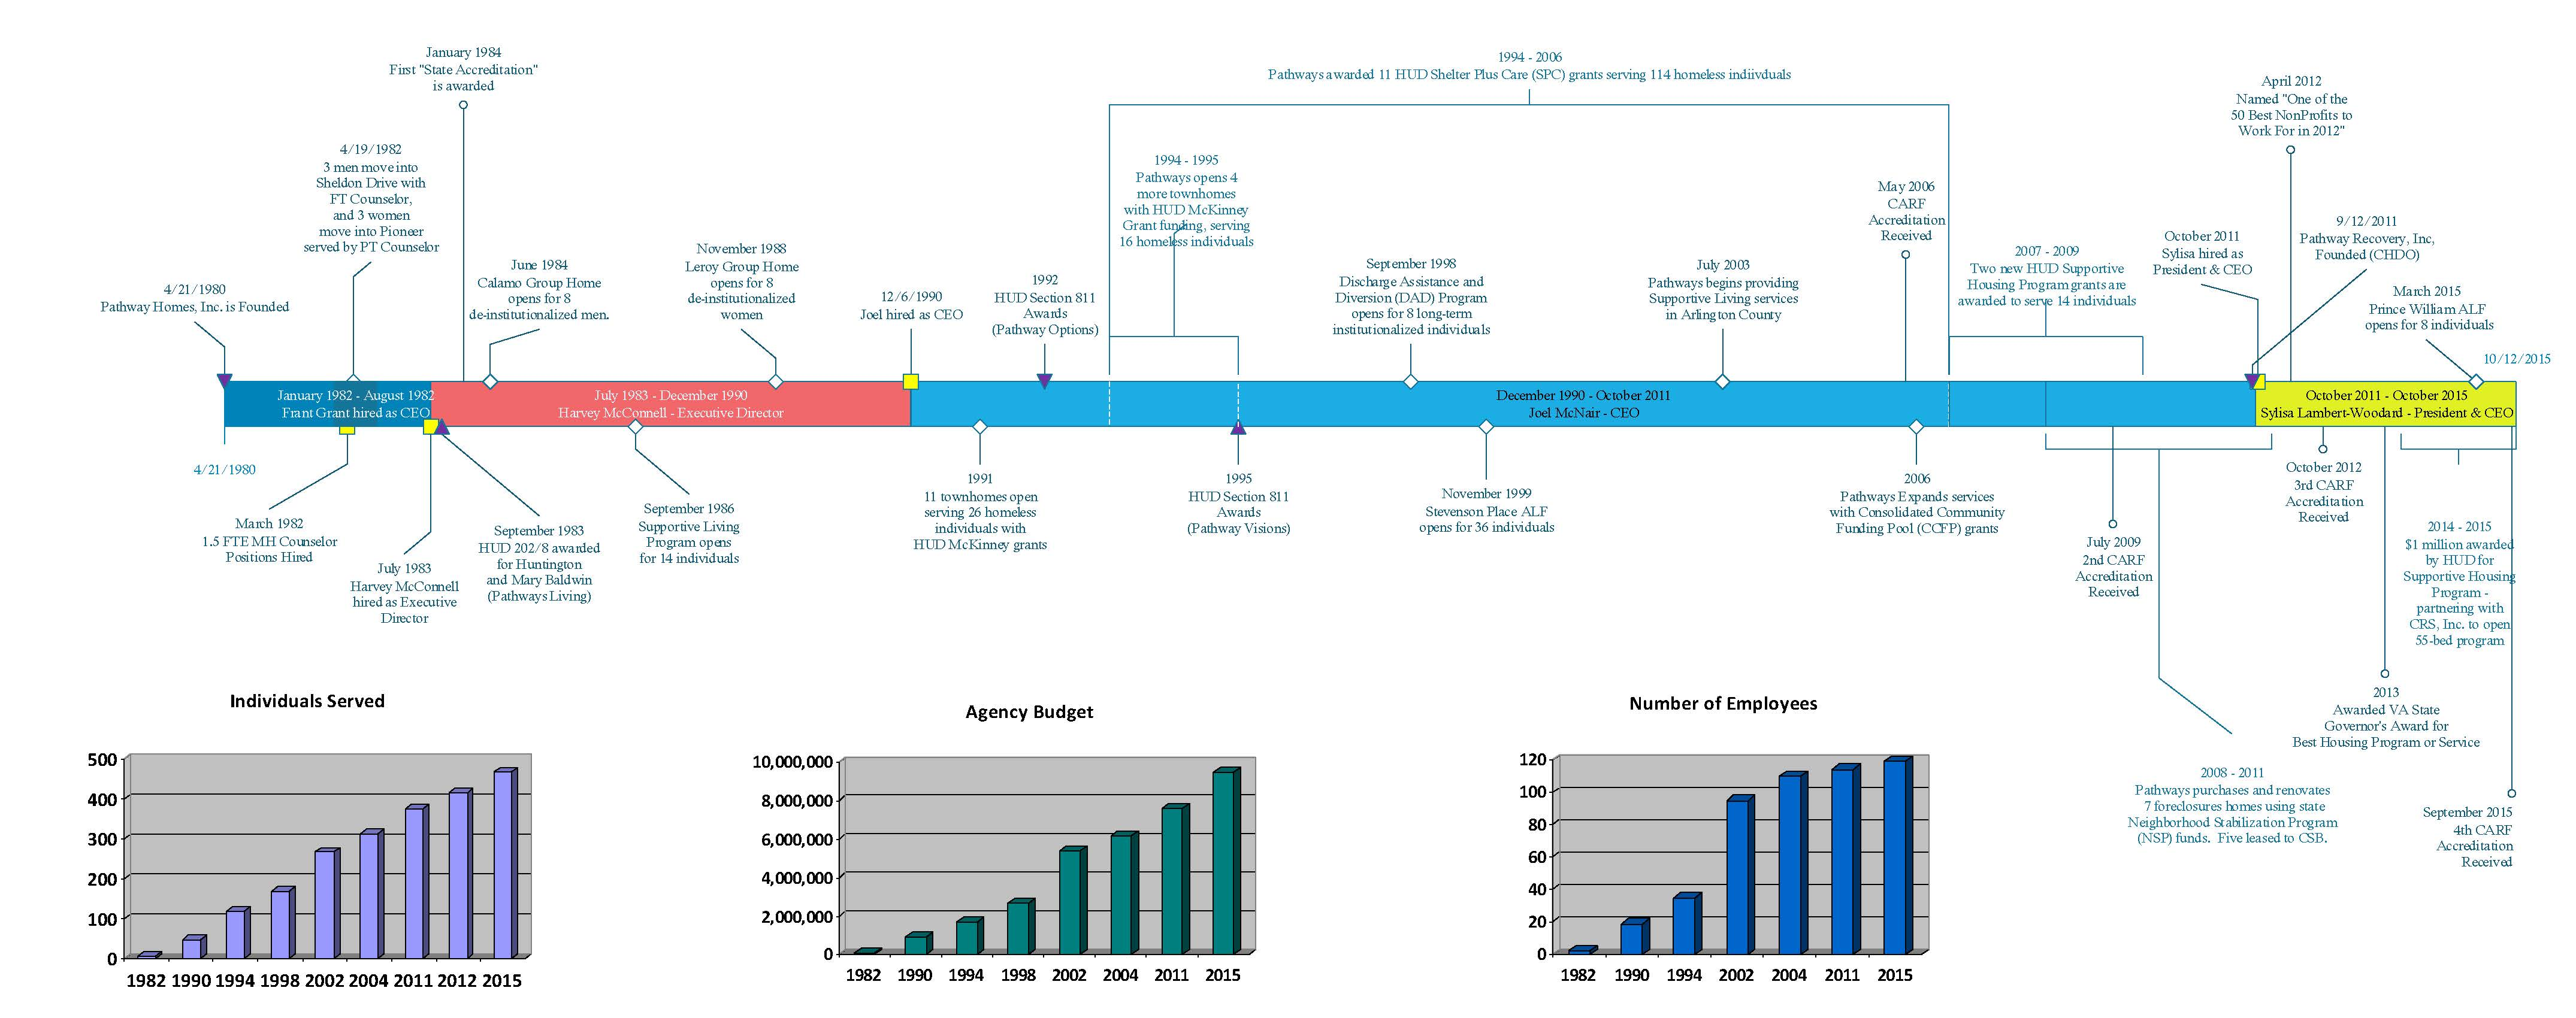 January 1984
First "State Accreditation"
is awarded
1994 - 2006
Pathways awarded 11 HUD Shelter Plus Care (SPC) grants serving 114 homeless indiivduals
April 2012
Named "One of the
50 Best NonProfits to
Work For in 2012"
4/19/1982
3 men move into
Sheldon Drive with
FT Counselor,
and 3 women
move into Pioneer
served by PT Counselor
1994 - 1995
Pathways opens 4
more townhomes
with HUD McKinney
Grant funding, serving
16 homeless individuals
May 2006
CARF
Accreditation
Received
9/12/2011
Pathway Recovery, Inc,
Founded (CHDO)
October 2011
Sylisa hired as
President & CEO
November 1988
Leroy Group Home
opens for 8
de-institutionalized
women
2007 - 2009
Two new HUD Supportive
Housing Program grants are
awarded to serve 14 individuals
June 1984
Calamo Group Home
opens for 8
de-institutionalized men.
September 1998
Discharge Assistance and
Diversion (DAD) Program
opens for 8 long-term
institutionalized individuals
July 2003
Pathways begins providing
Supportive Living services
in Arlington County
4/21/1980
Pathway Homes, Inc. is Founded
12/6/1990
Joel hired as CEO
1992
HUD Section 811
Awards
(Pathway Options)
March 2015
Prince William ALF
opens for 8 individuals
10/12/2015
January 1982 - August 1982
Frant Grant hired as CEO
July 1983 - December 1990
Harvey McConnell - Executive Director
December 1990 - October 2011
Joel McNair - CEO
October 2011 - October 2015
Sylisa Lambert-Woodard - President & CEO
4/21/1980
March 1982
1.5 FTE MH Counselor
Positions Hired
July 1983
Harvey McConnell
hired as Executive
Director
September 1983
HUD 202/8 awarded
for Huntington
and Mary Baldwin
(Pathways Living)
September 1986
Supportive Living
Program opens
for 14 individuals
1991
11 townhomes open
serving 26 homeless
individuals with
HUD McKinney grants
1995
HUD Section 811
Awards
(Pathway Visions)
November 1999
Stevenson Place ALF
opens for 36 individuals
2006
Pathways Expands services
with Consolidated Community
Funding Pool (CCFP) grants
July 2009
2nd CARF
Accreditation
Received
October 2012
3rd CARF
Accreditation
Received
2014 - 2015
$1 million awarded
by HUD for
Supportive Housing
Program -
partnering with
CRS, Inc. to open
55-bed program
2013
Awarded VA State
Governor's Award for
Best Housing Program or Service
2008 - 2011
Pathways purchases and renovates
7 foreclosures homes using state
Neighborhood Stabilization Program
(NSP) funds.  Five leased to CSB.
September 2015
4th CARF
Accreditation
Received
Individuals Served
500
400
300
200
100
0
1982 1990 1994 1998 2002 2004 2011 2012 2015
Agency Budget
10,000,000
8,000,000
6,000,000
4,000,000
2,000,000
0
1982 1990 1994 1998 2002 2004 2011 2015
Number of Employees
120
100
80
60
40
20
0
1982 1990 1994 2002 2004 2011 2015